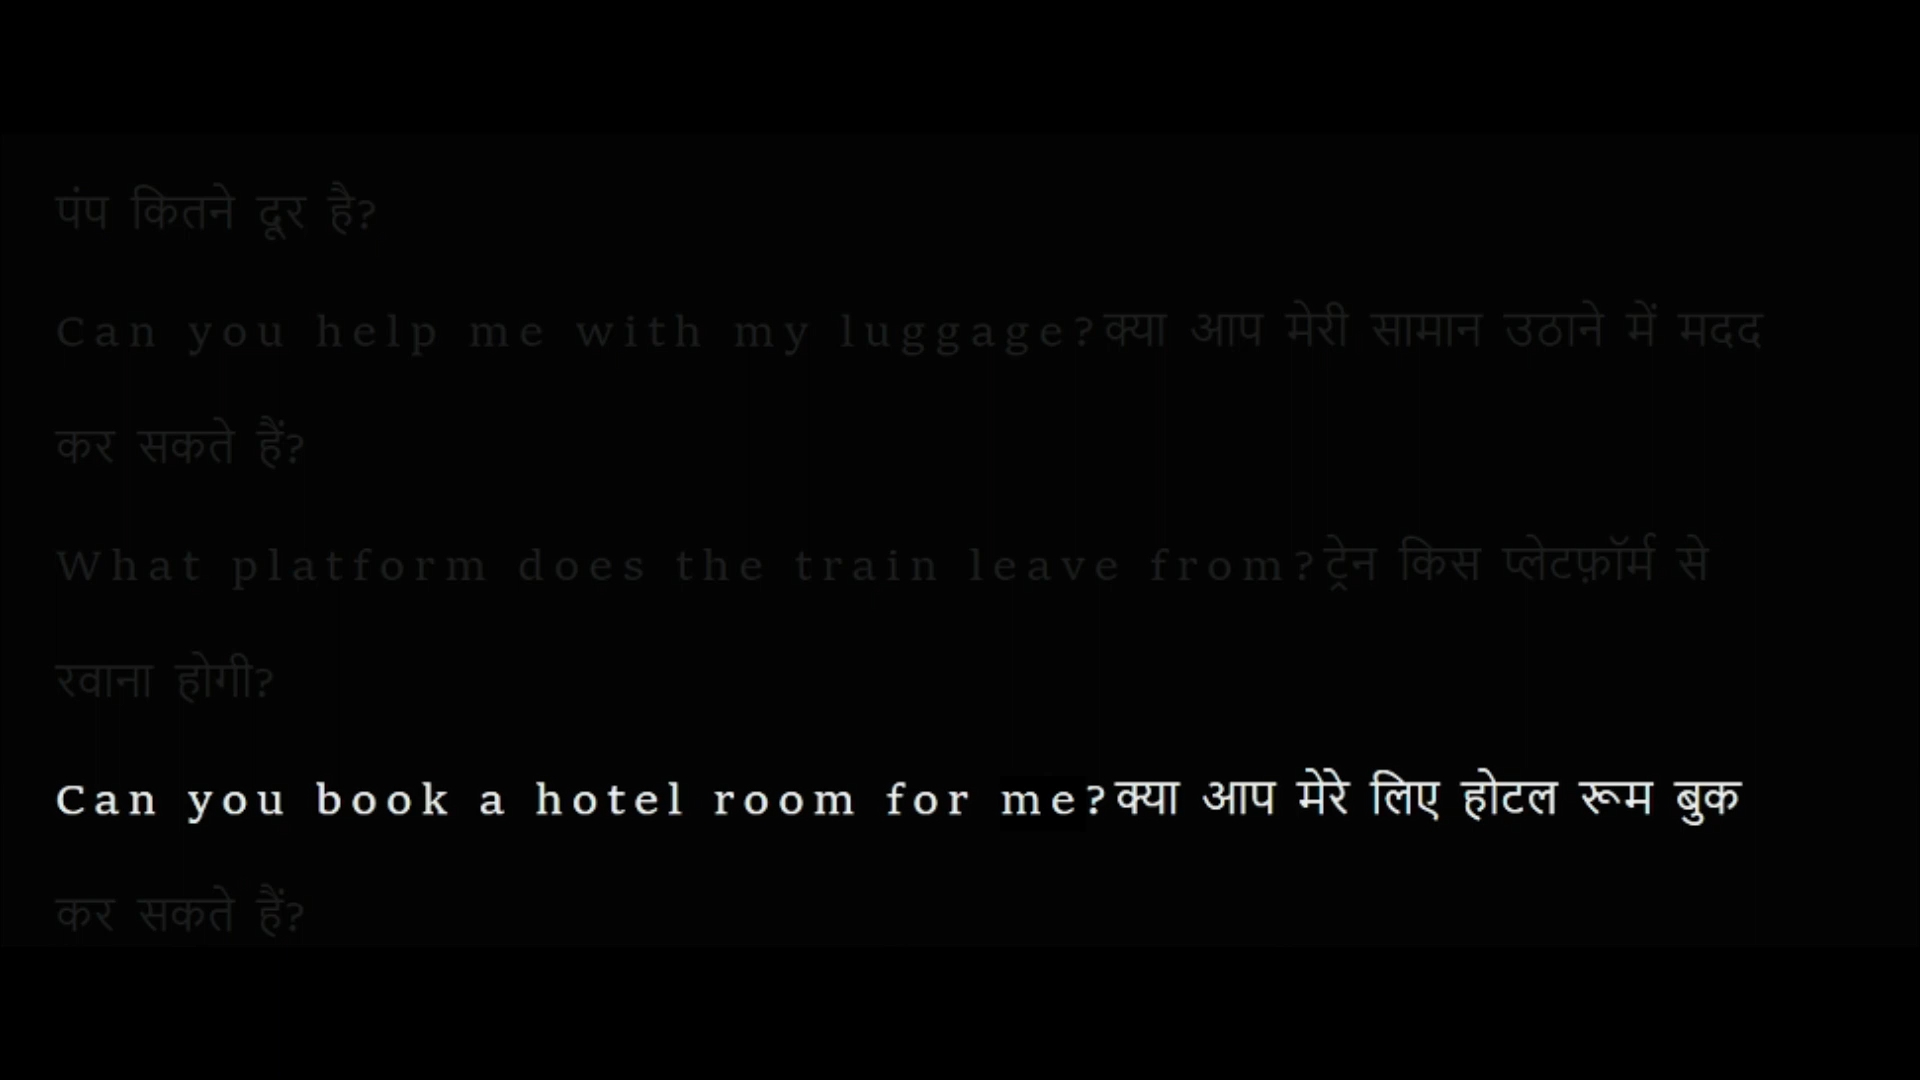 पंप कितने दूर है?
Can you help me with my luggage?क्या आप मेरी सामान उठाने में मदद
कर सकते हैं?
What platform does the train leave from?ट्रेन किस प्लेटफ़ॉर्म से
रवाना होगी?
Can you book a hotel room for me?क्या आप मेरे लिए होटल रूम बुक
कर सकते हैं?